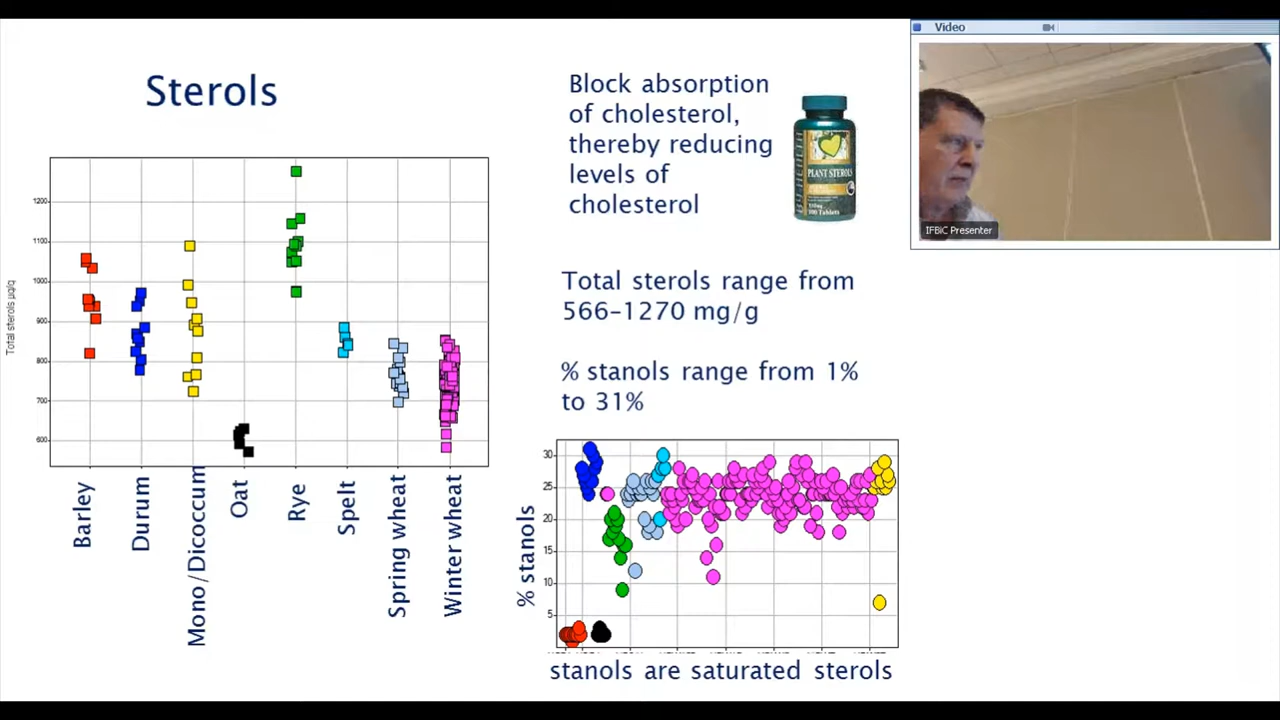 Sterols
Total sterols µg/g
1200
1100
1000
900
800
700
600
Barley
Durum
Mono/Dicoccum
Oat
Rye
Spelt
Spring wheat
Winter wheat
Block absorption
of cholesterol,
thereby reducing
levels of
cholesterol
PLANT STEROLS
100 Tablets
Total sterols range from
566-1270 mg/g
% stanols range from 1%
to 31%
% stanols
30
25
20
15
10
5
stanols are saturated sterols
Video
IFBiC Presenter